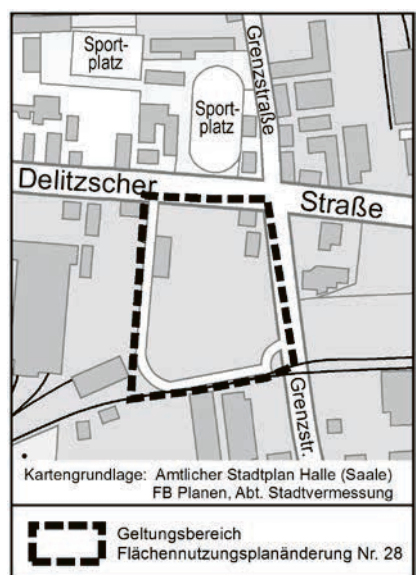 Sport-
platz
Sport-
platz
Grenzstraße
Delitzscher Straße
Grenzstr.
Kartengrundlage: Amtlicher Stadtplan Halle (Saale)
FB Planen, Abt. Stadtvermessung
Geltungsbereich
Flächennutzungsplanänderung Nr. 28